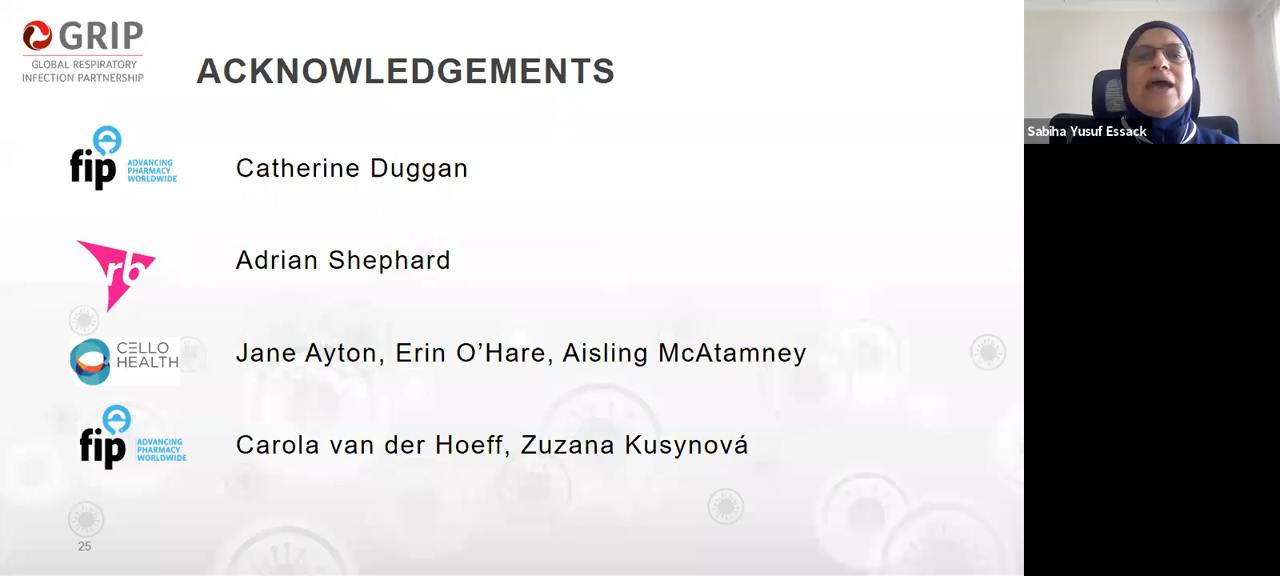 GRIP
GLOBAL RESPIRATORY
INFECTION PARTNERSHIP
ACKNOWLEDGEMENTS
fip
ADVANCING
PHARMACY
WORLDWIDE
Catherine Duggan
rb
Adrian Shephard
CELLO
HEALTH
Jane Ayton, Erin O’Hare, Aisling McAtamney
fip
ADVANCING
PHARMACY
WORLDWIDE
Carola van der Hoeff, Zuzana Kusynová
25
Sabiha Yusuf Essack